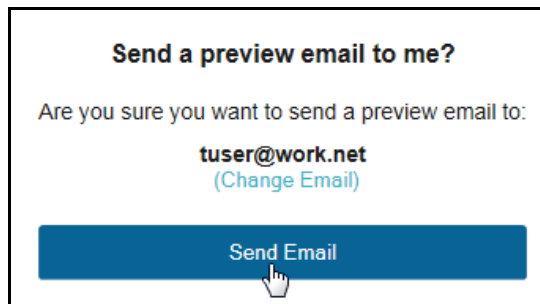 Send a preview email to me?
Are you sure you want to send a preview email to:
tuser@work.net
(Change Email)
Send Email